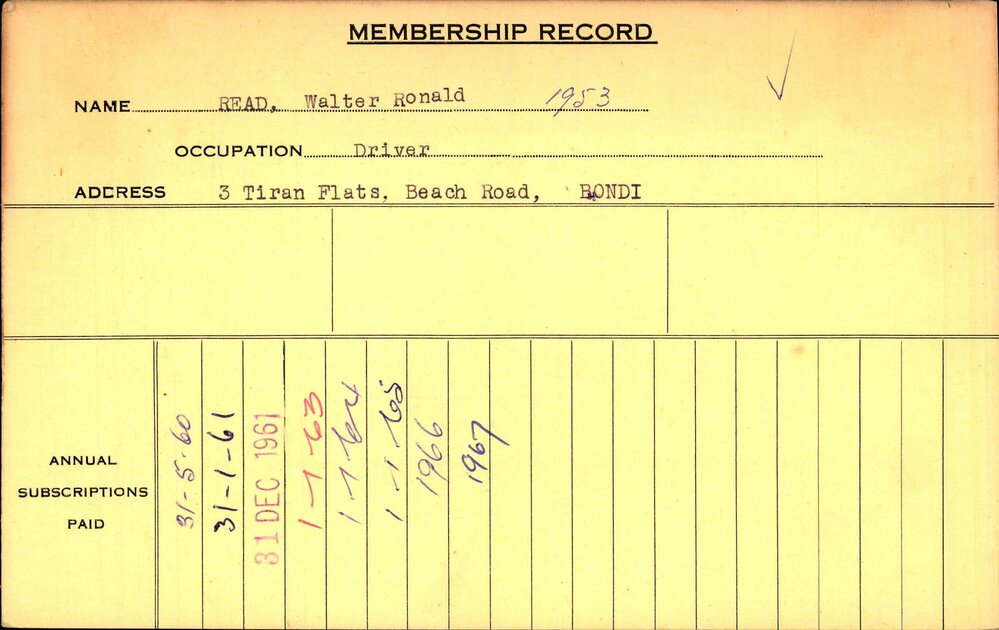 MEMBERSHIP RECORD
NAME READ, Walter Ronald 1953
OCCUPATION Driver
ADDRESS 3 Tiran Flats, Beach Road, BONDI
ANNUAL
SUBSCRIPTIONS
PAID
31-5-60
31-1-61
31 DEC 1961
1-1-63
1-1-64
1-1-65
1966
1967